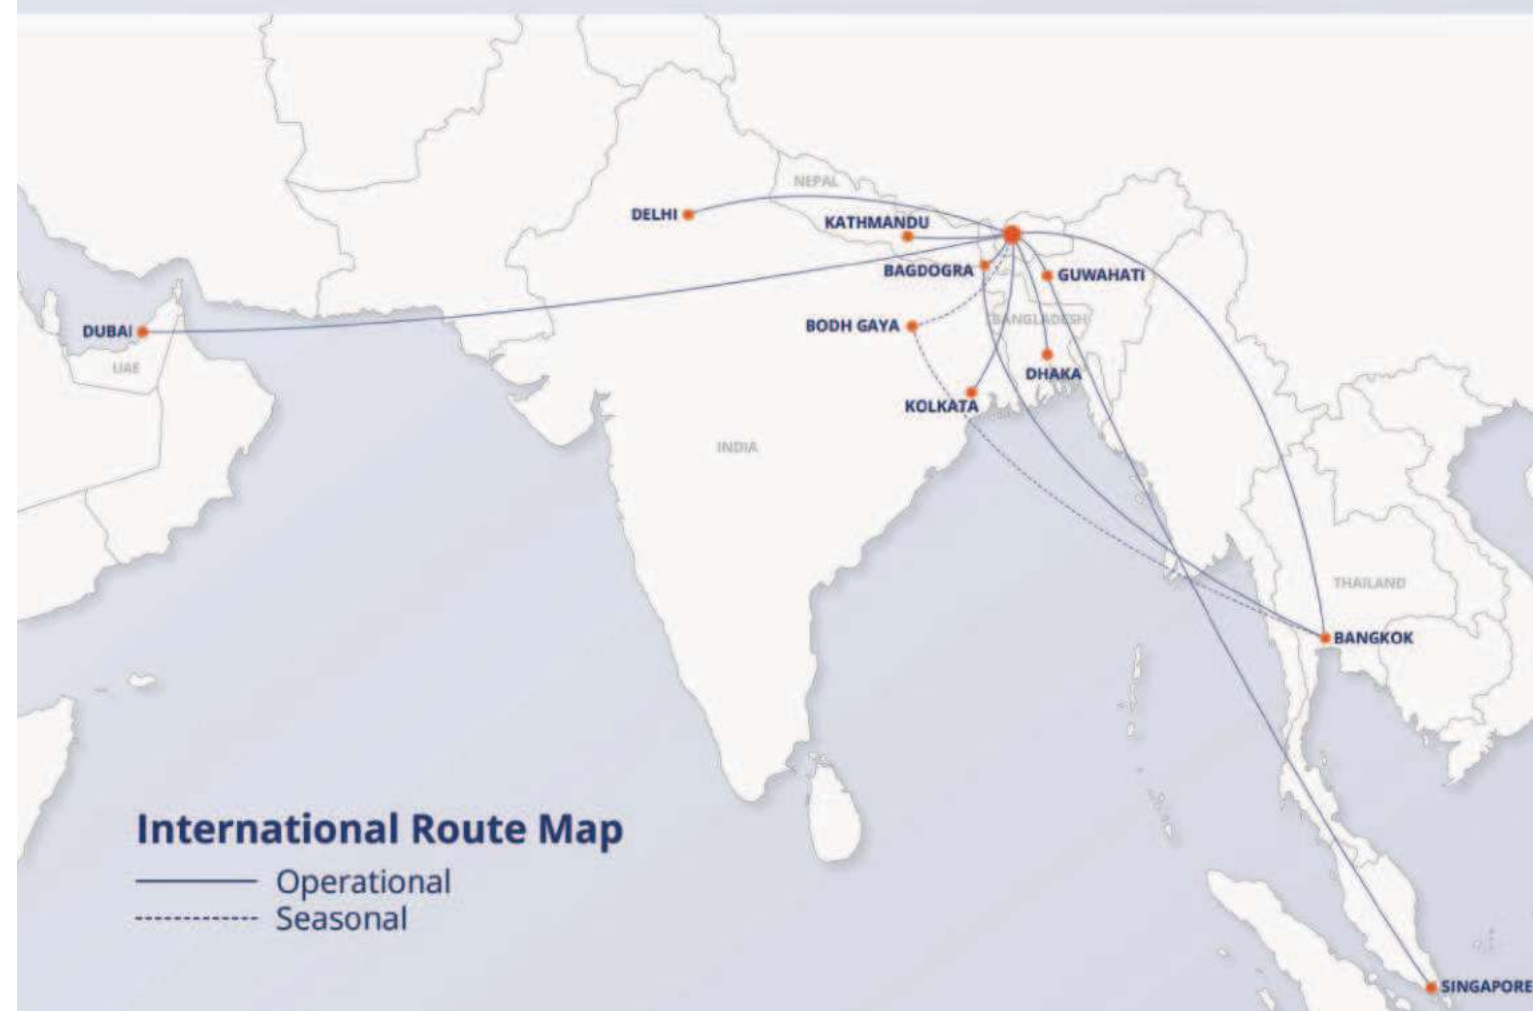 NEPAL
DELHI
KATHMANDU
BAGDOGRA
GUWAHATI
DUBAI
BODH GAYA
BANGLADESH
UAE
DHAKA
KOLKATA
INDIA
THAILAND
BANGKOK
International Route Map
Operational
Seasonal
SINGAPORE